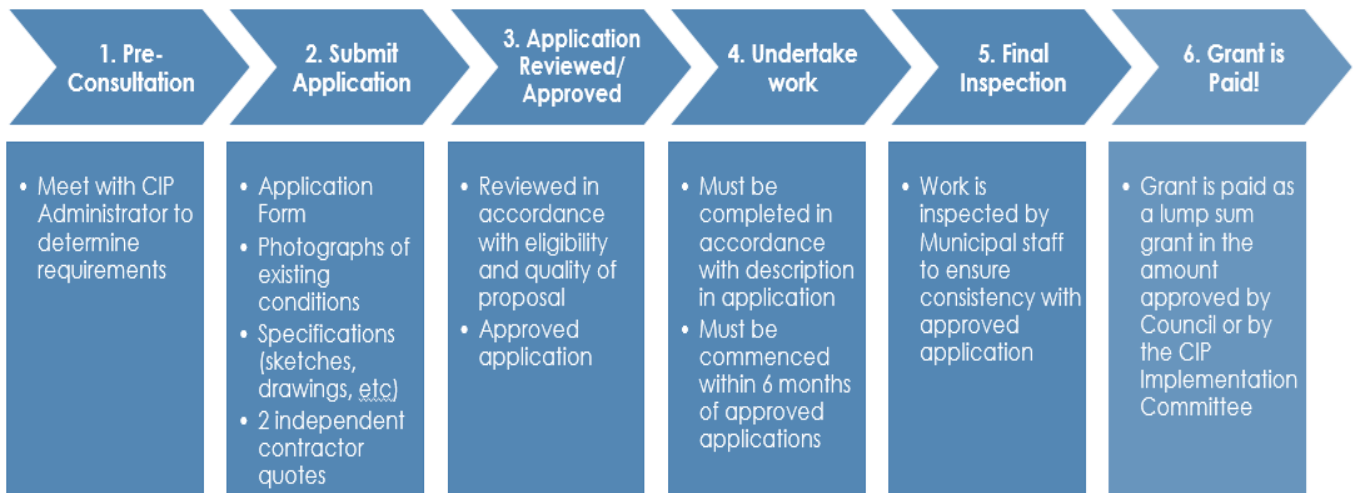 1. Pre-
Consultation
2. Submit
Application
3. Application
Reviewed/
Approved
4. Undertake
work
5. Final
Inspection
6. Grant is
Paid!
• Meet with CIP
Administrator to
determine
requirements
• Application
Form
• Photographs of
existing
conditions
• Specifications
(sketches,
drawings, etc)
• 2 independent
contractor
quotes
• Reviewed in
accordance
with eligibility
and quality of
proposal
• Approved
application
• Must be
completed in
accordance
with description
in application
• Must be
commenced
within 6 months
of approved
applications
• Work is
inspected by
Municipal staff
to ensure
consistency with
approved
application
• Grant is paid as
a lump sum
grant in the
amount
approved by
Council or by
the CIP
Implementation
Committee